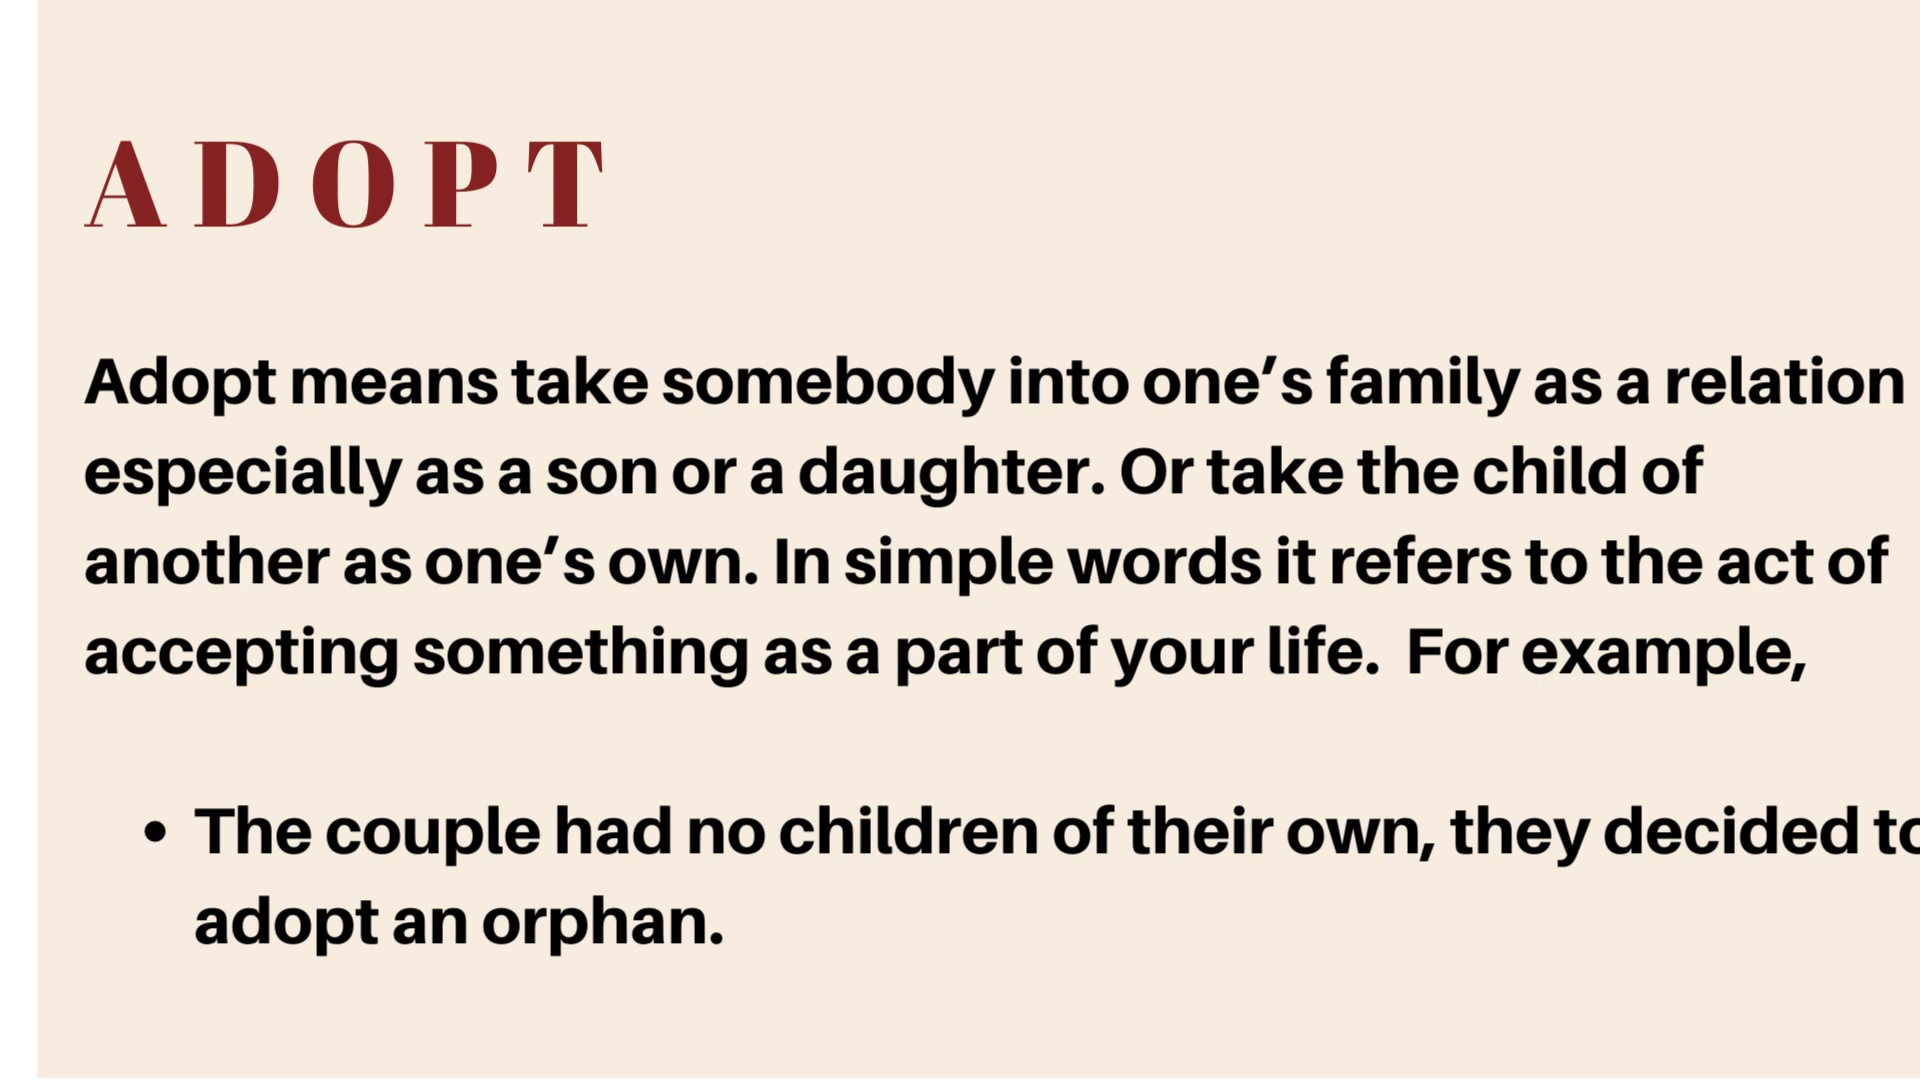 ADOPT
Adopt means take somebody into one’s family as a relation
especially as a son or a daughter. Or take the child of
another as one’s own. In simple words it refers to the act of
accepting something as a part of your life.  For example,
• The couple had no children of their own, they decided to
adopt an orphan.